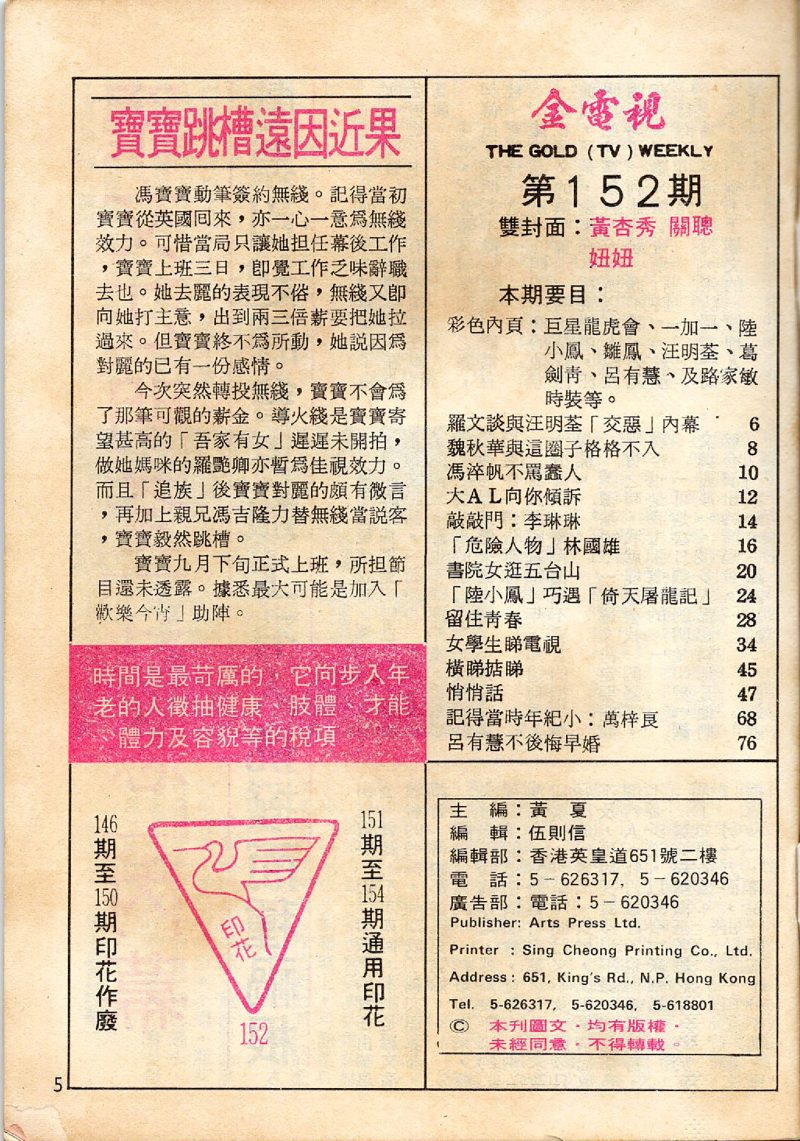 寶寶跳槽遠因近果
馮寶寶動筆簽約無綫。記得當初
寶寶從英國回來，亦一心一意爲無綫
效力。可惜當局只讓她担任幕後工作
，寶寶上班三日，卽覺工作乏味辭職
去也。她去麗的表現不俗，無綫又卽
向她打主意，出到兩三倍薪要把她拉
過來。但寶寶終不爲所動，她説因爲
對麗的已有一份感情。
今次突然轉投無綫，寶寶不會爲
了那筆可觀的薪金。導火綫是寶寶寄
望甚高的「吾家有女」遲遲未開拍，
做她媽咪的羅艷卿亦暫爲佳視效力。
而且「追族」後寶寶對麗的頗有微言
，再加上親兄馮吉隆力替無綫當説客
，寶寶毅然跳槽。
寶寶九月下旬正式上班，所担節
目還未透露。據悉最大可能是加入「
歡樂今宵」助陣。
時間是最苛厲的，它向步入年
老的人徵抽健康、肢體、才能
、體力及容貌等的稅項
146期至150期印花作廢
印花
152
151期至154期通用印花
金電視
THE GOLD (TV) WEEKLY
第152期
雙封面：黃杏秀 關聰
妞妞
本期要目：
彩色內頁：巨星龍虎會、一加一、陸
小鳳、雛鳳、汪明荃、葛
劍靑、呂有慧、及路家敏
時裝等。
羅文談與汪明荃「交惡」內幕 6
魏秋華與這圈子格格不入 8
馮淬帆不罵蠢人 10
大AL向你傾訴 12
敲敲門：李琳琳 14
「危險人物」林國雄 16
書院女逛五台山 20
「陸小鳳」巧遇「倚天屠龍記」 24
留住靑春 28
女學生睇電視 34
橫睇掂睇 45
悄悄話 47
記得當時年紀小：萬梓良 68
呂有慧不後悔早婚 76
主　編：黃　夏
編　輯：伍則信
編輯部：香港英皇道651號二樓
電　話：5－626317, 5－620346
廣告部：電話：5－620346
Publisher: Arts Press Ltd.
Printer : Sing Cheong Printing Co., Ltd.
Address : 651, King's Rd., N.P. Hong Kong
Tel. 5-626317, 5-620346, 5-618801
© 本刊圖文・均有版權・
未經同意・不得轉載。
5